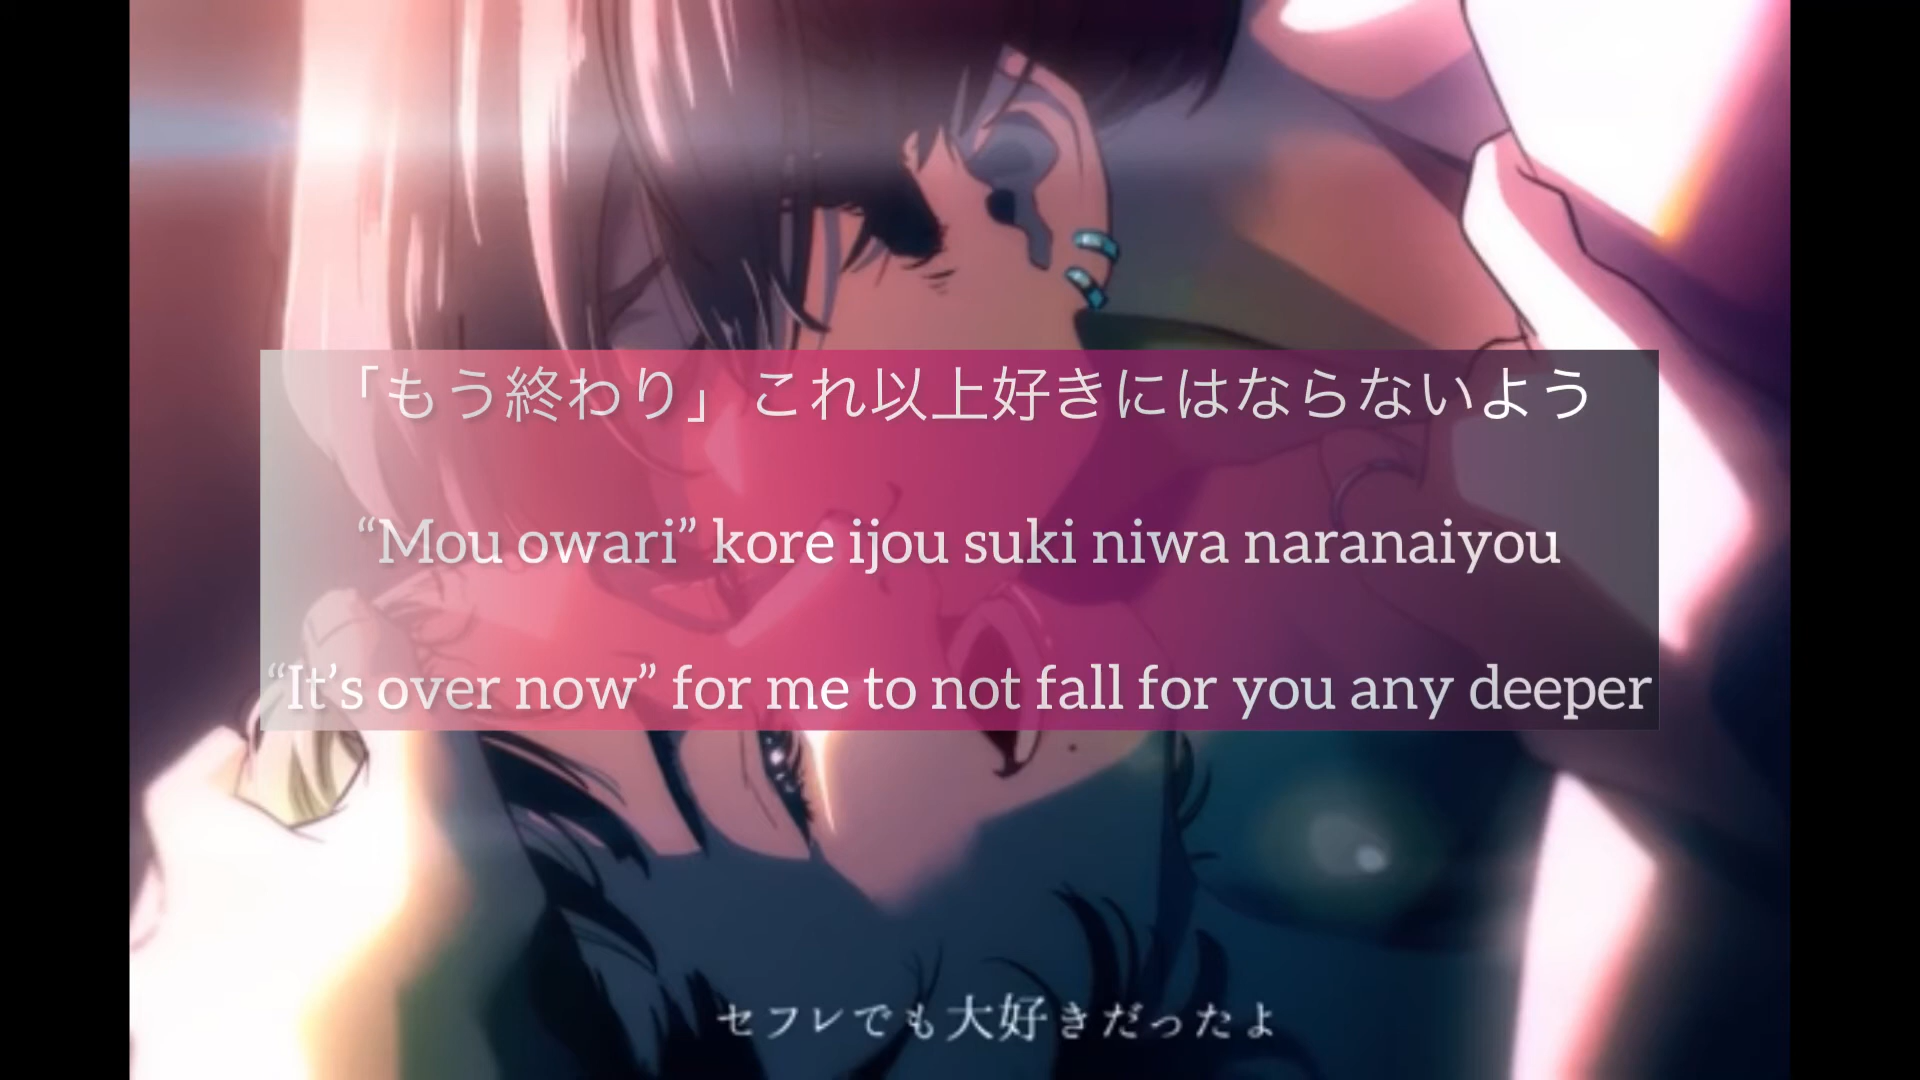 「もう終わり」 これ以上好きにはならないよう
“Mou owari” kore ijou suki niwa naranaiyou
“It’s over now” for me to not fall for you any deeper
セフレでも大好きだったよ